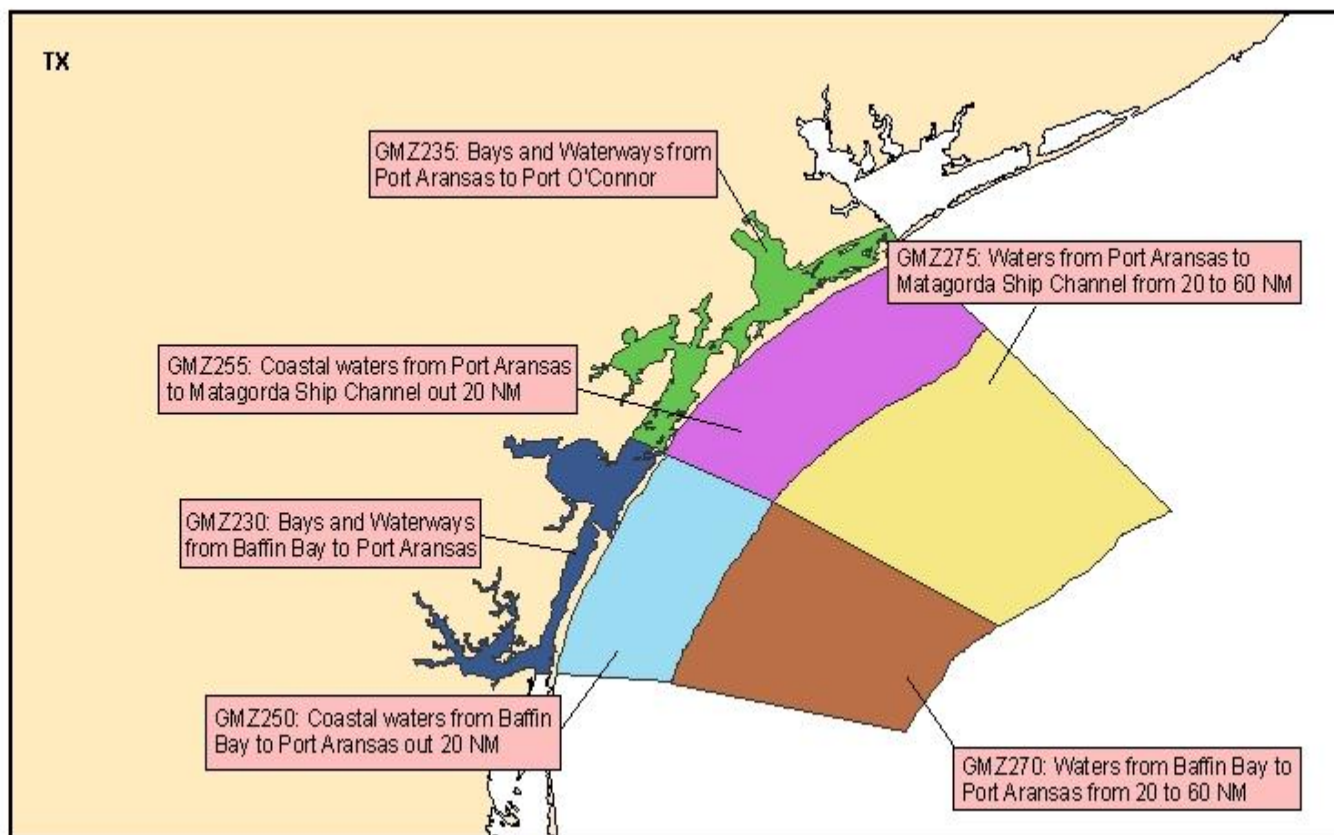 TX
GMZ235: Bays and Waterways from
Port Aransas to Port O'Connor
GMZ275: Waters from Port Aransas to
Matagorda Ship Channel from 20 to 60 NM
GMZ255: Coastal waters from Port Aransas
to Matagorda Ship Channel out 20 NM
GMZ230: Bays and Waterways
from Baffin Bay to Port Aransas
GMZ250: Coastal waters from Baffin
Bay to Port Aransas out 20 NM
GMZ270: Waters from Baffin Bay to
Port Aransas from 20 to 60 NM